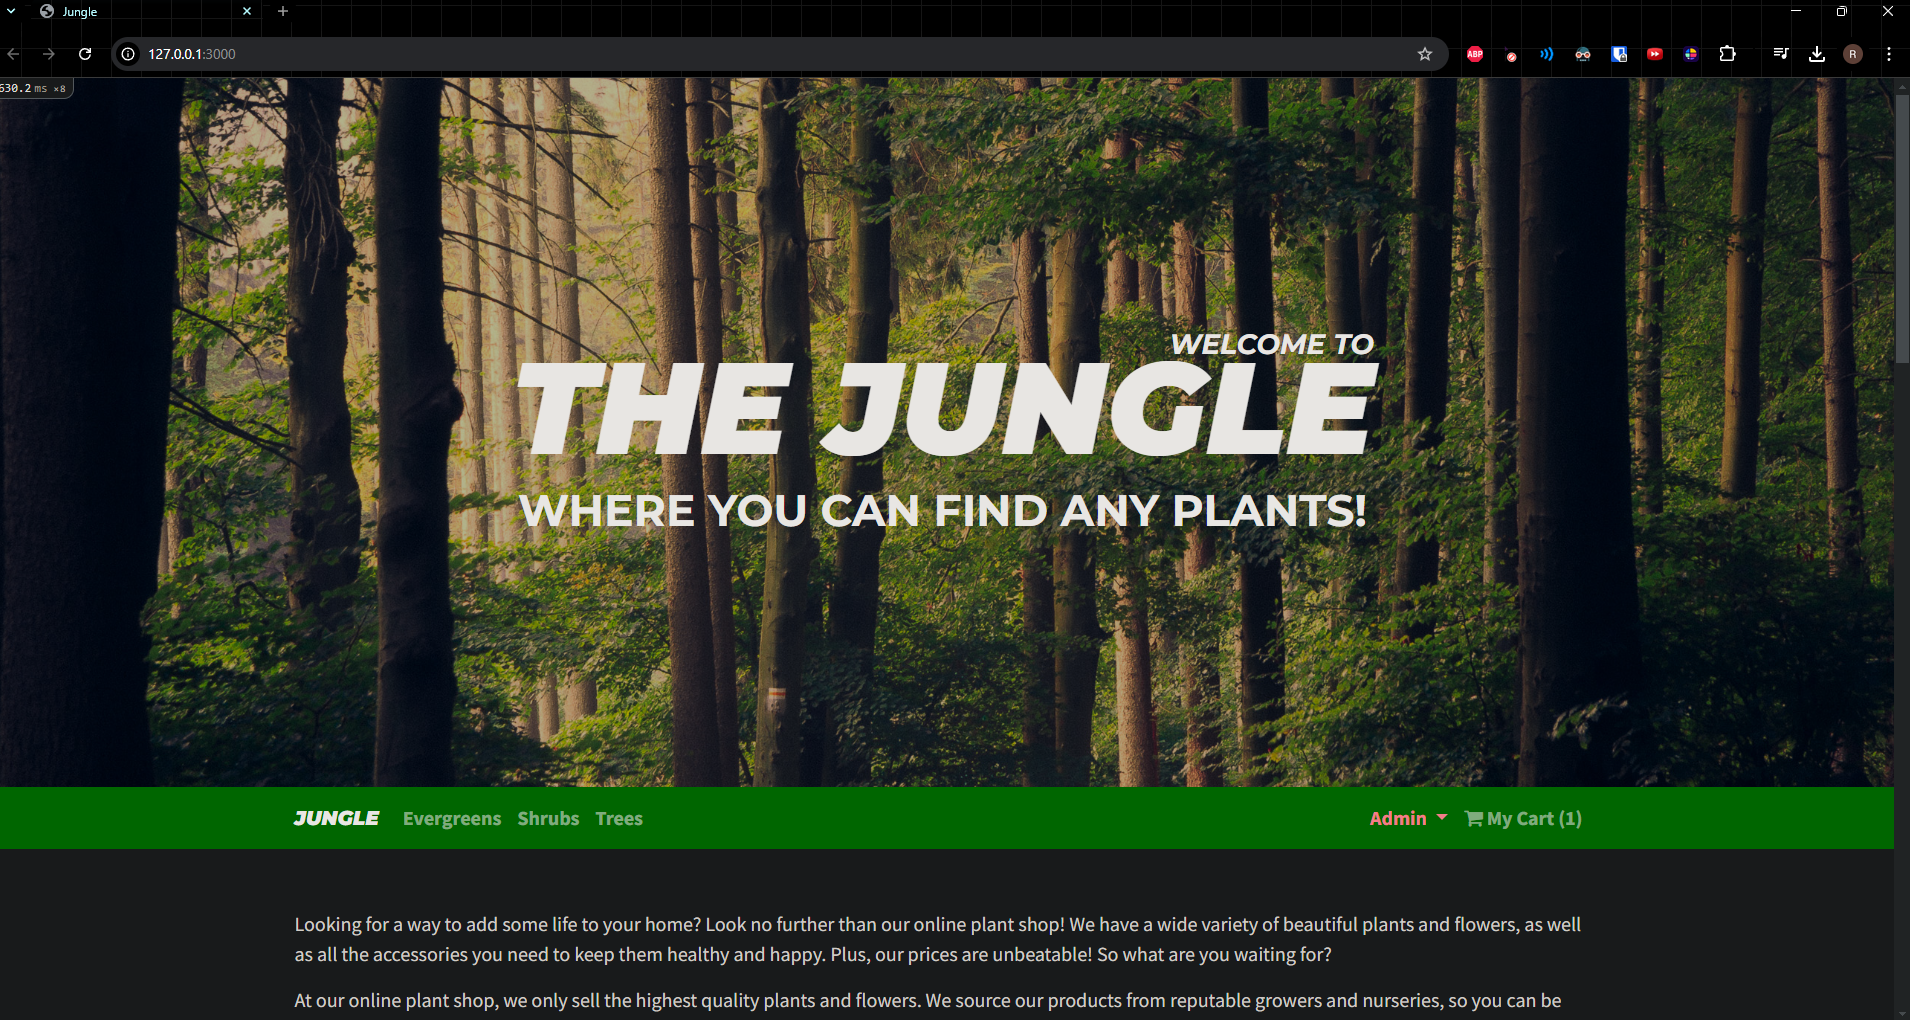 Jungle
127.0.0.1:3000
ABP
R
630.2 ms ×8
WELCOME TO
THE JUNGLE
WHERE YOU CAN FIND ANY PLANTS!
JUNGLE Evergreens Shrubs Trees Admin My Cart (1)
Looking for a way to add some life to your home? Look no further than our online plant shop! We have a wide variety of beautiful plants and flowers, as well
as all the accessories you need to keep them healthy and happy. Plus, our prices are unbeatable! So what are you waiting for?
At our online plant shop, we only sell the highest quality plants and flowers. We source our products from reputable growers and nurseries, so you can be